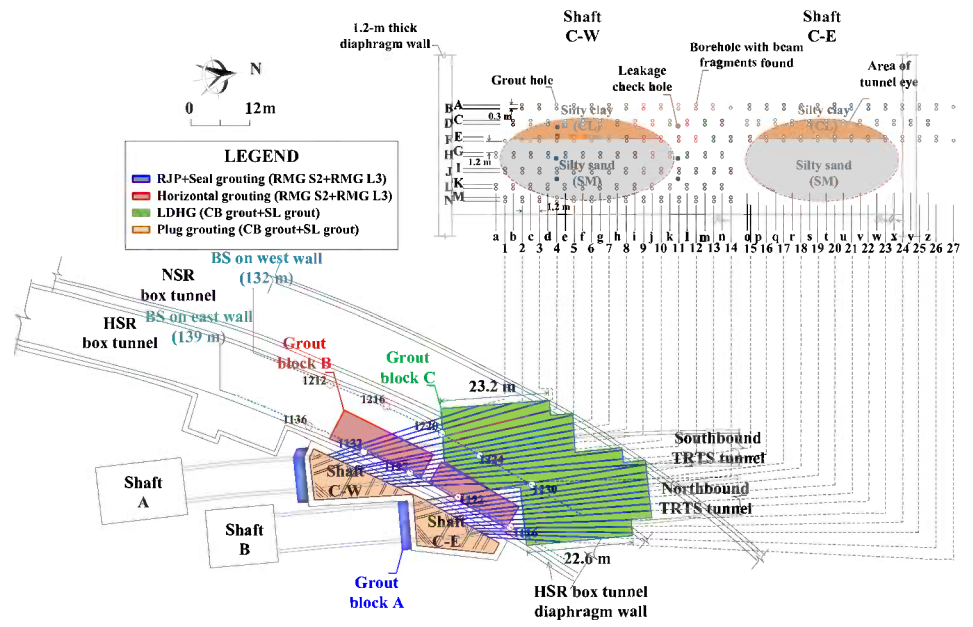 Shaft
C-W
Shaft
C-E
1.2-m thick
diaphragm wall
Borehole with beam
fragments found
Grout hole
Leakage
check hole
Area of
tunnel eye
N
0 12m
A
B
C
D
E
F
G
H
I
J
K
L
M
N
0.3 m
1.2 m
1.2 m
Silty clay
(CL)
Silty sand
(SM)
Silty clay
(CL)
Silty sand
(SM)
a b c d e f g h i j k l m n o p q r s t u v w x v z
1 2 3 4 5 6 7 8 9 10 11 12 13 14 15 16 17 18 19 20 21 22 23 24 25 26 27
LEGEND
RJP+Seal grouting (RMG S2+RMG L3)
Horizontal grouting (RMG S2+RMG L3)
LDHG (CB grout+SL grout)
Plug grouting (CB grout+SL grout)
BS on west wall
(132 m)
NSR
box tunnel
BS on east wall
(139 m)
HSR
box tunnel
Grout
block B
Grout
block C
23.2 m
1212
1216
1136
1132
1220
1224
1230
Southbound
TRTS tunnel
Northbound
TRTS tunnel
Shaft
A
Shaft
C-W
Shaft
B
Shaft
C-E
22.6 m
Grout
block A
HSR box tunnel
diaphragm wall